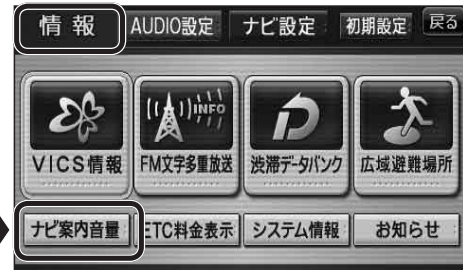 情報 AUDIO設定 ナビ設定 初期設定 戻る
((A)) INFO
VICS情報 FM文字多重放送 渋滞データバンク 広域避難場所
ナビ案内音量 ETC料金表示 システム情報 お知らせ